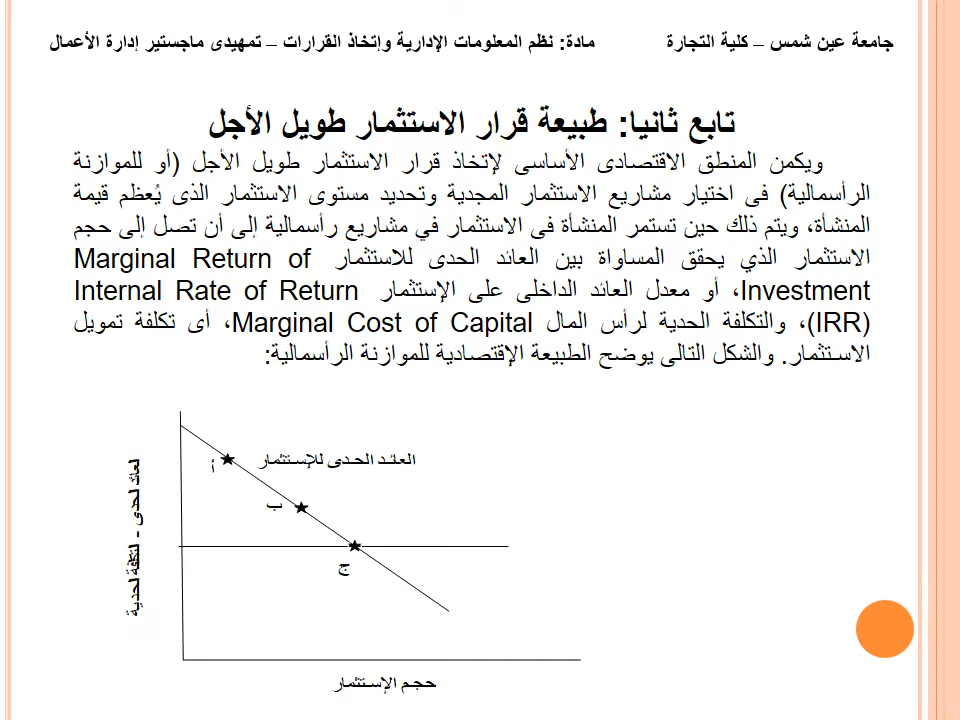 جامعة عين شمس – كلية التجارة مادة: نظم المعلومات الإدارية وإتخاذ القرارات – تمهيدى ماجستير إدارة الأعمال
تابع ثانيا: طبيعة قرار الاستثمار طويل الأجل
ويكمن المنطق الاقتصادى الأساسى لإتخاذ قرار الاستثمار طويل الأجل (أو للموازنة
الرأسمالية) فى اختيار مشاريع الاستثمار المجدية وتحديد مستوى الاستثمار الذى يُعظم قيمة
المنشأة، ويتم ذلك حين تستمر المنشأة فى الاستثمار في مشاريع رأسمالية إلى أن تصل إلى حجم
الاستثمار الذي يحقق المساواة بين العائد الحدى للاستثمار Marginal Return of
Investment، أو معدل العائد الداخلى على الإستثمار Internal Rate of Return
(IRR)، والتكلفة الحدية لرأس المال Marginal Cost of Capital، أى تكلفة تمويل
الاستثمار. والشكل التالى يوضح الطبيعة الإقتصادية للموازنة الرأسمالية:
العائد الحدى للإستثمار
أ
ب
ج
لعائد لحدى - لتكلفة لحدية
حجم الإستثمار